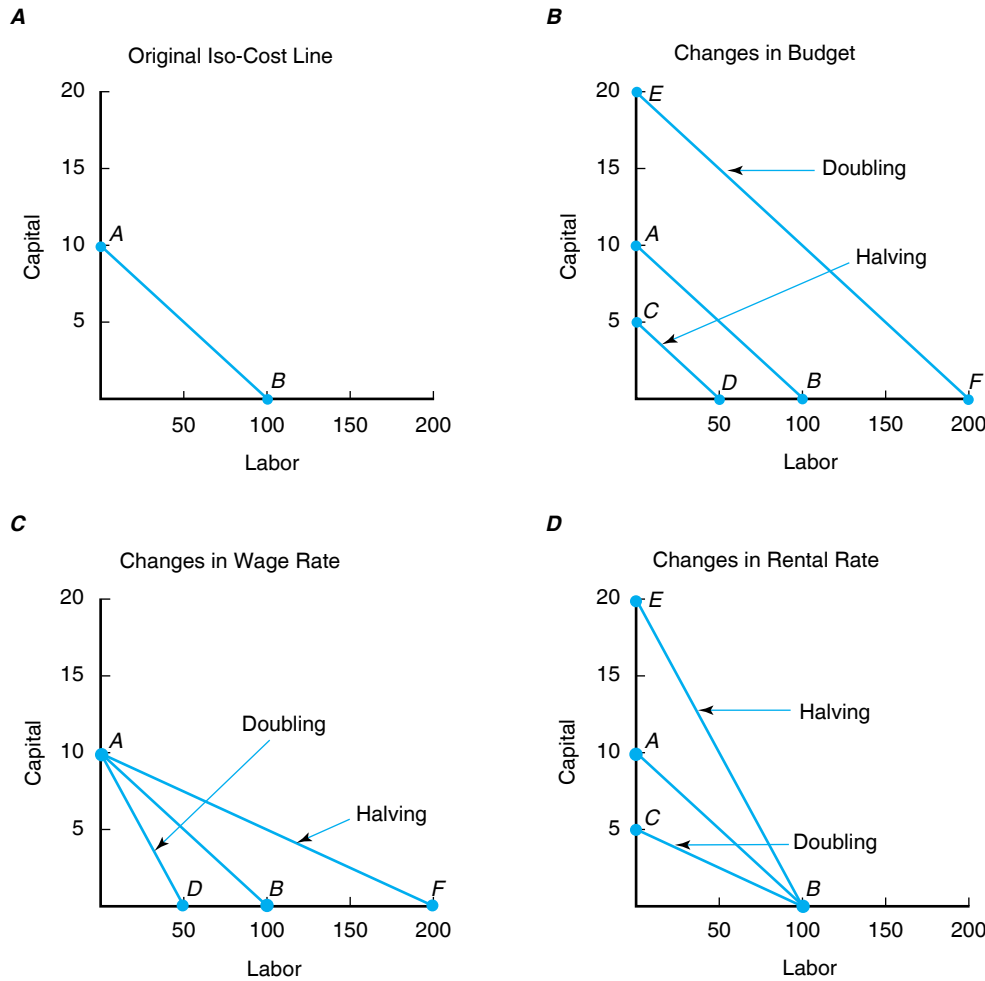 A
Original Iso-Cost Line
20
15
10
5
Capital
A
B
50 100 150 200
Labor
B
Changes in Budget
20
15
10
5
Capital
E
Doubling
A
Halving
C
D B F
50 100 150 200
Labor
C
Changes in Wage Rate
20
15
10
5
Capital
Doubling
A
Halving
D B F
50 100 150 200
Labor
D
Changes in Rental Rate
20
15
10
5
Capital
E
Halving
A
C
Doubling
B
50 100 150 200
Labor